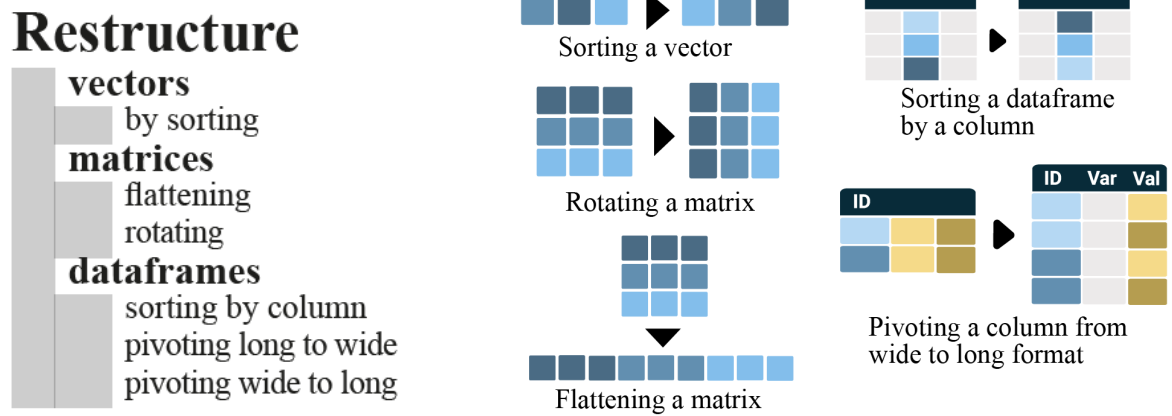 Restructure
vectors
by sorting
matrices
flattening
rotating
dataframes
sorting by column
pivoting long to wide
pivoting wide to long
Sorting a vector
Rotating a matrix
Flattening a matrix
Sorting a dataframe
by a column
ID
ID Var Val
Pivoting a column from
wide to long format